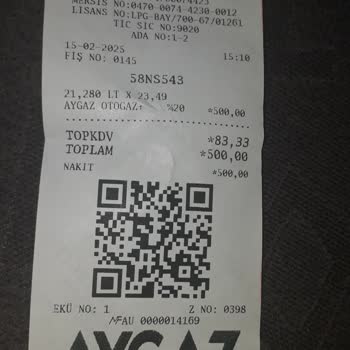 MERSİS NO:0470-0074-4230-0012
LİSANS NO:LPG-BAY/700-67/01261
TİC SİC NO:9020
ADA NO:1-2
15-02-2025 15:10
FİŞ NO: 0145
58NS543
21,280 LT X 23,49
AYGAZ OTOGAZ↑ %20 *500,00
TOPKDV *83,33
TOPLAM *500,00
NAKİT *500,00
EKÜ NO: 1 Z NO: 0398
MF AU 0000014169
AYGAZ